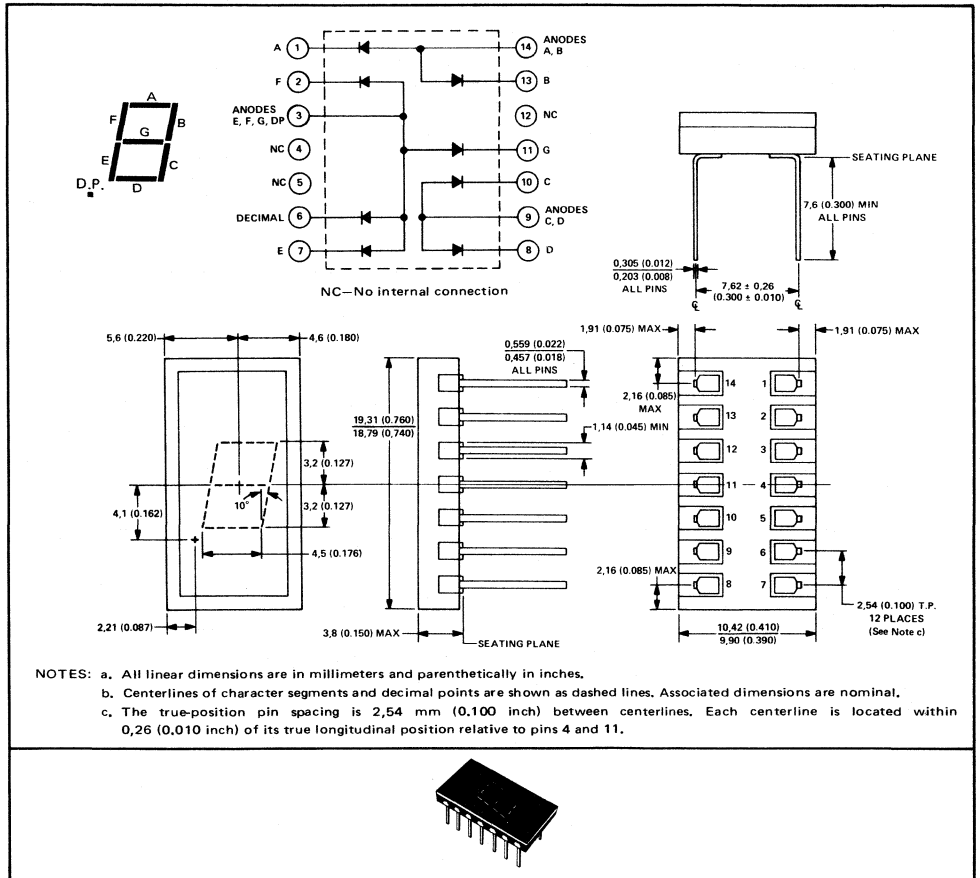 A 1
F 2
ANODES
E, F, G, DP 3
NC 4
NC 5
DECIMAL 6
E 7
14 ANODES
A, B
13 B
12 NC
11 G
10 C
9 ANODES
C, D
8 D
NC—No internal connection
A
F
B
G
E
C
D.P.
D
SEATING PLANE
7,6 (0.300) MIN
ALL PINS
0,305 (0.012)
0,203 (0.008)
ALL PINS
7,62 ± 0,26
(0.300 ± 0.010)
℄ ℄
5,6 (0.220)
4,6 (0.180)
3,2 (0.127)
10°
3,2 (0.127)
4,1 (0.162)
4,5 (0.176)
2,21 (0.087)
0,559 (0.022)
0,457 (0.018)
ALL PINS
19,31 (0.760)
18,79 (0,740)
1,14 (0.045) MIN
3,8 (0.150) MAX
SEATING PLANE
1,91 (0.075) MAX
1,91 (0.075) MAX
2,16 (0.085)
MAX
14 1
13 2
12 3
11 4
10 5
9 6
8 7
2,16 (0.085) MAX
2,54 (0.100) T.P.
12 PLACES
(See Note c)
10,42 (0.410)
9,90 (0.390)
NOTES: a. All linear dimensions are in millimeters and parenthetically in inches.
b. Centerlines of character segments and decimal points are shown as dashed lines. Associated dimensions are nominal.
c. The true-position pin spacing is 2,54 mm (0.100 inch) between centerlines. Each centerline is located within
0,26 (0.010 inch) of its true longitudinal position relative to pins 4 and 11.